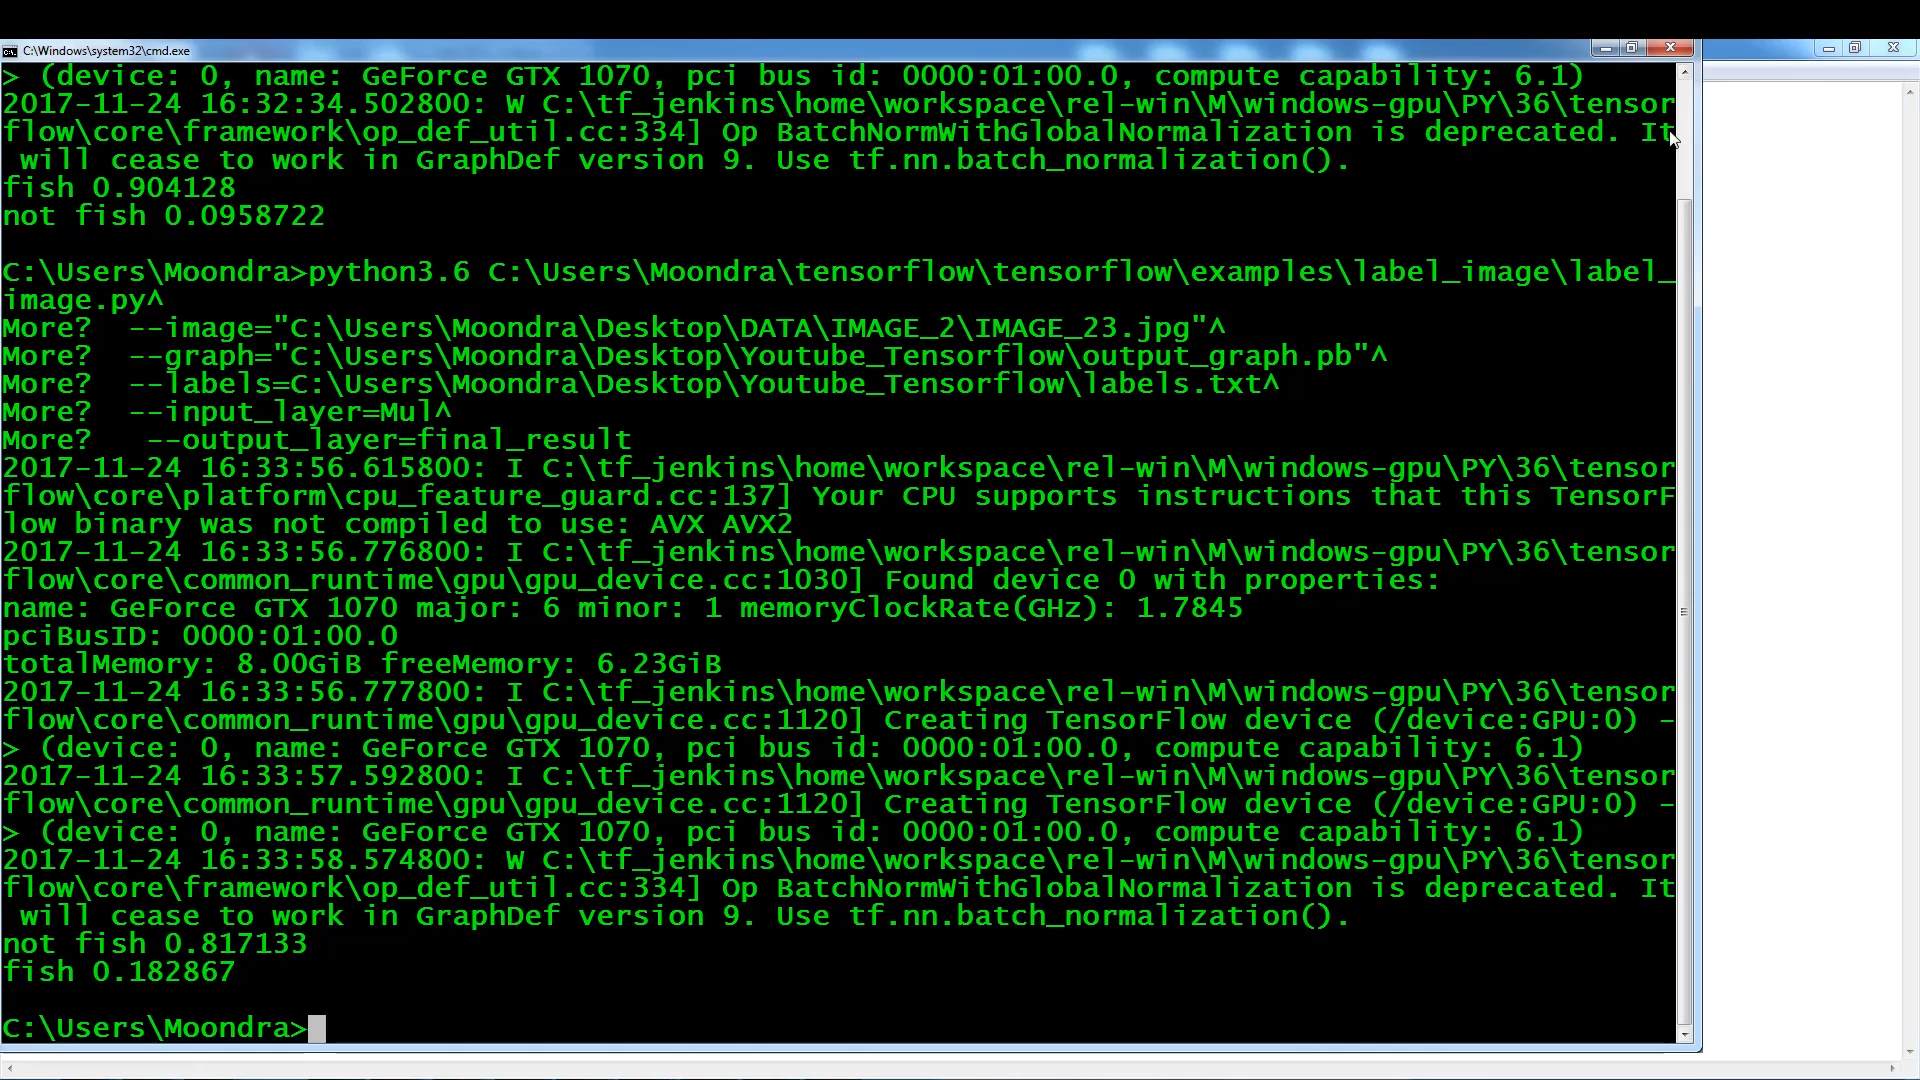 C:\Windows\system32\cmd.exe
> (device: 0, name: GeForce GTX 1070, pci bus id: 0000:01:00.0, compute capability: 6.1)
2017-11-24 16:32:34.502800: W C:\tf_jenkins\home\workspace\rel-win\M\windows-gpu\PY\36\tensor
flow\core\framework\op_def_util.cc:334] Op BatchNormWithGlobalNormalization is deprecated. It
 will cease to work in GraphDef version 9. Use tf.nn.batch_normalization().
fish 0.904128
not fish 0.0958722
C:\Users\Moondra>python3.6 C:\Users\Moondra\tensorflow\tensorflow\examples\label_image\label_
image.py^
More?  --image="C:\Users\Moondra\Desktop\DATA\IMAGE_2\IMAGE_23.jpg"^
More?  --graph="C:\Users\Moondra\Desktop\Youtube_Tensorflow\output_graph.pb"^
More?  --labels=C:\Users\Moondra\Desktop\Youtube_Tensorflow\labels.txt^
More?  --input_layer=Mul^
More?   --output_layer=final_result
2017-11-24 16:33:56.615800: I C:\tf_jenkins\home\workspace\rel-win\M\windows-gpu\PY\36\tensor
flow\core\platform\cpu_feature_guard.cc:137] Your CPU supports instructions that this TensorF
low binary was not compiled to use: AVX AVX2
2017-11-24 16:33:56.776800: I C:\tf_jenkins\home\workspace\rel-win\M\windows-gpu\PY\36\tensor
flow\core\common_runtime\gpu\gpu_device.cc:1030] Found device 0 with properties:
name: GeForce GTX 1070 major: 6 minor: 1 memoryClockRate(GHz): 1.7845
pciBusID: 0000:01:00.0
totalMemory: 8.00GiB freeMemory: 6.23GiB
2017-11-24 16:33:56.777800: I C:\tf_jenkins\home\workspace\rel-win\M\windows-gpu\PY\36\tensor
flow\core\common_runtime\gpu\gpu_device.cc:1120] Creating TensorFlow device (/device:GPU:0) -
> (device: 0, name: GeForce GTX 1070, pci bus id: 0000:01:00.0, compute capability: 6.1)
2017-11-24 16:33:57.592800: I C:\tf_jenkins\home\workspace\rel-win\M\windows-gpu\PY\36\tensor
flow\core\common_runtime\gpu\gpu_device.cc:1120] Creating TensorFlow device (/device:GPU:0) -
> (device: 0, name: GeForce GTX 1070, pci bus id: 0000:01:00.0, compute capability: 6.1)
2017-11-24 16:33:58.574800: W C:\tf_jenkins\home\workspace\rel-win\M\windows-gpu\PY\36\tensor
flow\core\framework\op_def_util.cc:334] Op BatchNormWithGlobalNormalization is deprecated. It
 will cease to work in GraphDef version 9. Use tf.nn.batch_normalization().
not fish 0.817133
fish 0.182867
C:\Users\Moondra>